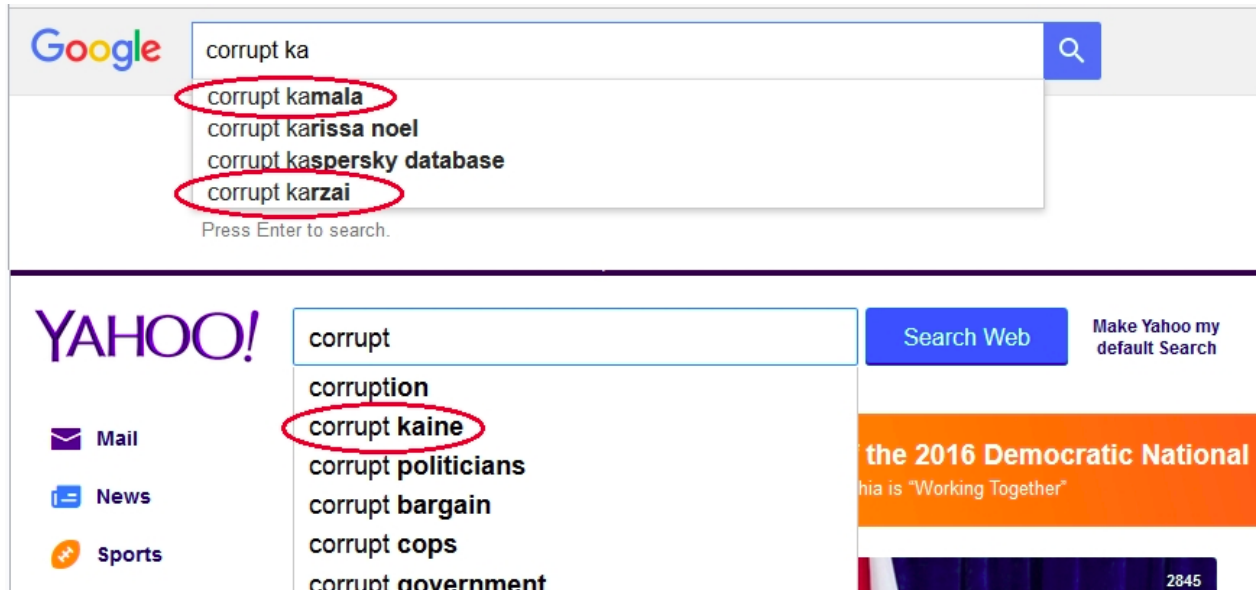 Google
corrupt ka
corrupt kamala
corrupt karissa noel
corrupt kaspersky database
corrupt karzai
Press Enter to search.
YAHOO!
corrupt
Search Web
Make Yahoo my
default Search
corruption
corrupt kaine
corrupt politicians
corrupt bargain
corrupt cops
corrupt government
Mail
News
Sports
the 2016 Democratic National
hia is “Working Together”
2845